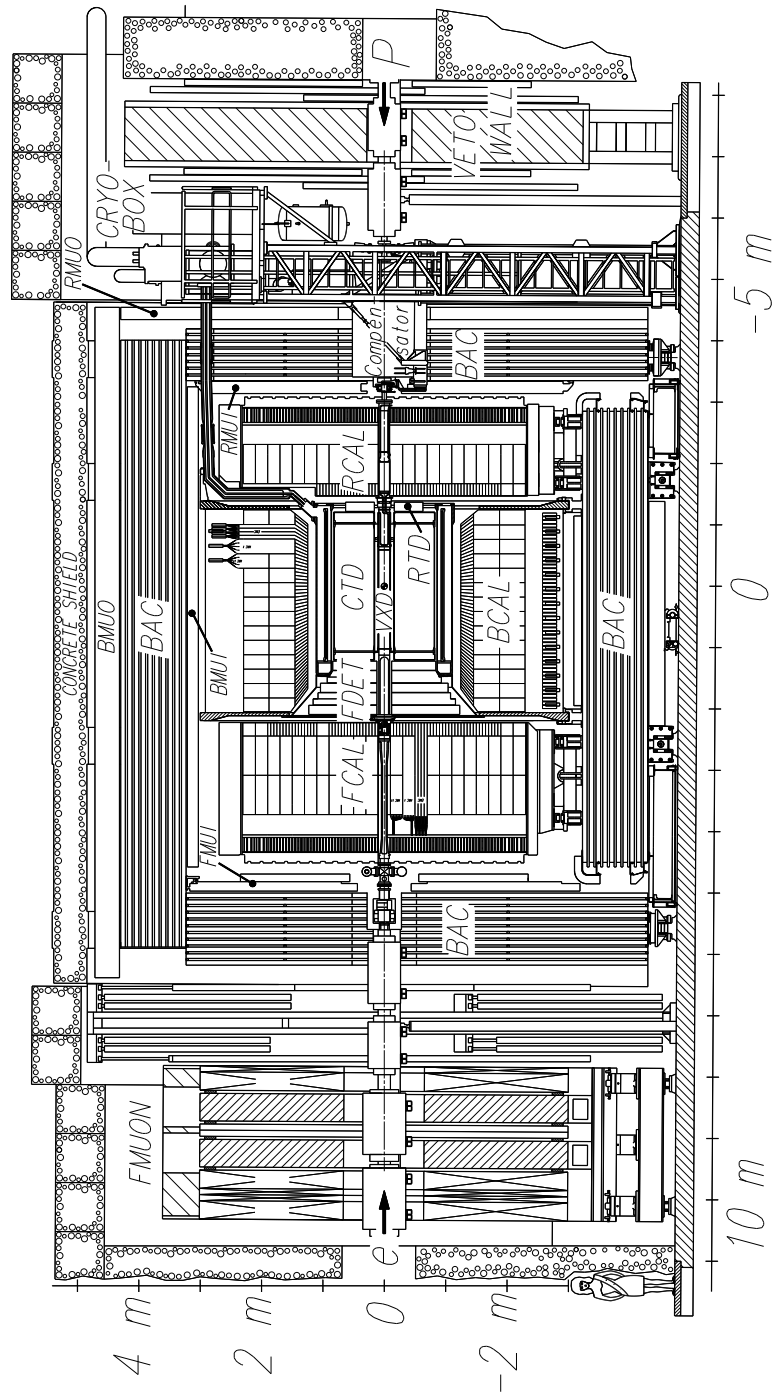 CONCRETE SHIELD
FMUON
BMUO
RMUO
CRYO-
BOX
BAC
BMUI
FMUI
RMUI
4 m
2 m
0
-2 m
e
FCAL
FDET
CTD
VXD
RTD
RCAL
Compen-
sator
P
BAC
BCAL
BAC
VETO
WALL
BAC
10 m
0
-5 m